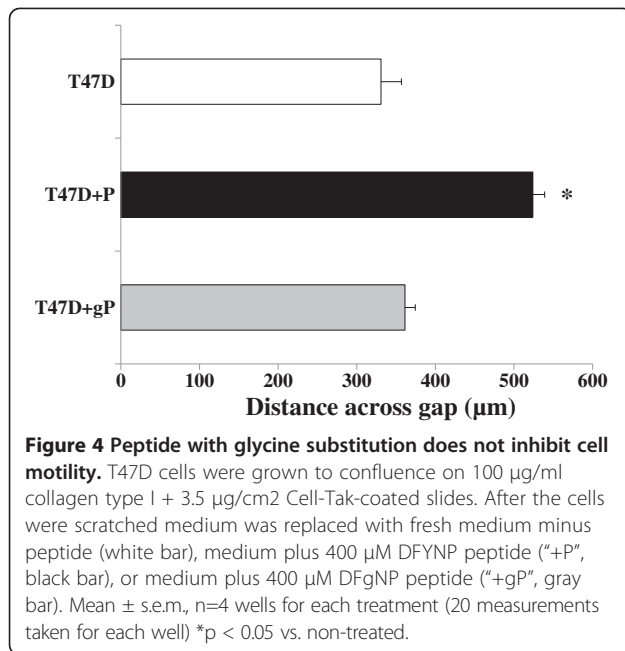 T47D
T47D+P
*
T47D+gP
0 100 200 300 400 500 600
Distance across gap (µm)
Figure 4 Peptide with glycine substitution does not inhibit cell
motility. T47D cells were grown to confluence on 100 µg/ml
collagen type I + 3.5 µg/cm2 Cell-Tak-coated slides. After the cells
were scratched medium was replaced with fresh medium minus
peptide (white bar), medium plus 400 µM DFYNP peptide ("+P",
black bar), or medium plus 400 µM DFgNP peptide ("+gP", gray
bar). Mean ± s.e.m., n=4 wells for each treatment (20 measurements
taken for each well) *p < 0.05 vs. non-treated.